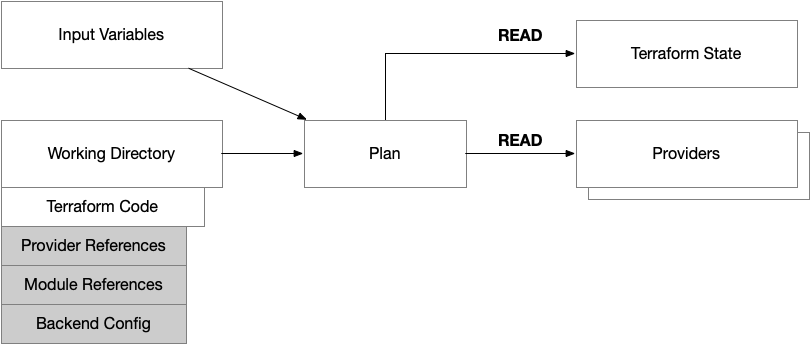 Input Variables
READ
Terraform State
Working Directory
Plan
READ
Providers
Terraform Code
Provider References
Module References
Backend Config